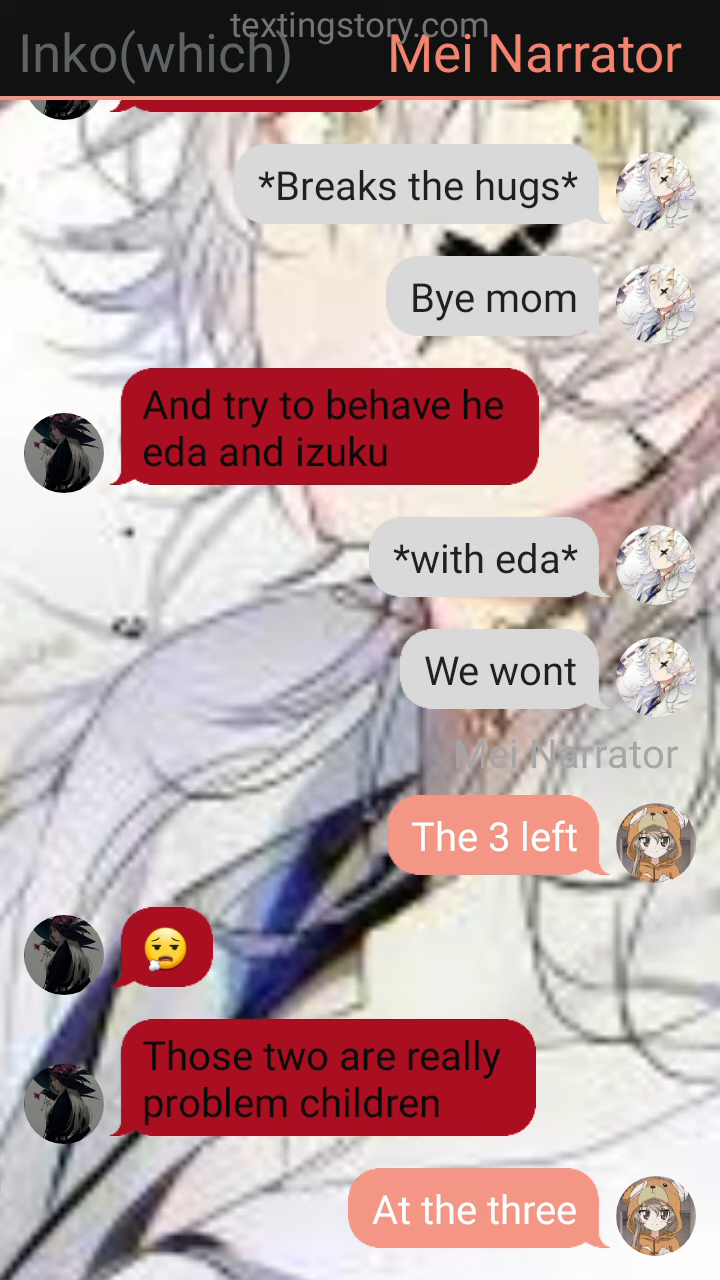 textingstory.com
Inko(which)
Mei Narrator
*Breaks the hugs*
Bye mom
And try to behave he
eda and izuku
*with eda*
We wont
Mei Narrator
The 3 left
😮‍💨
Those two are really
problem children
At the three